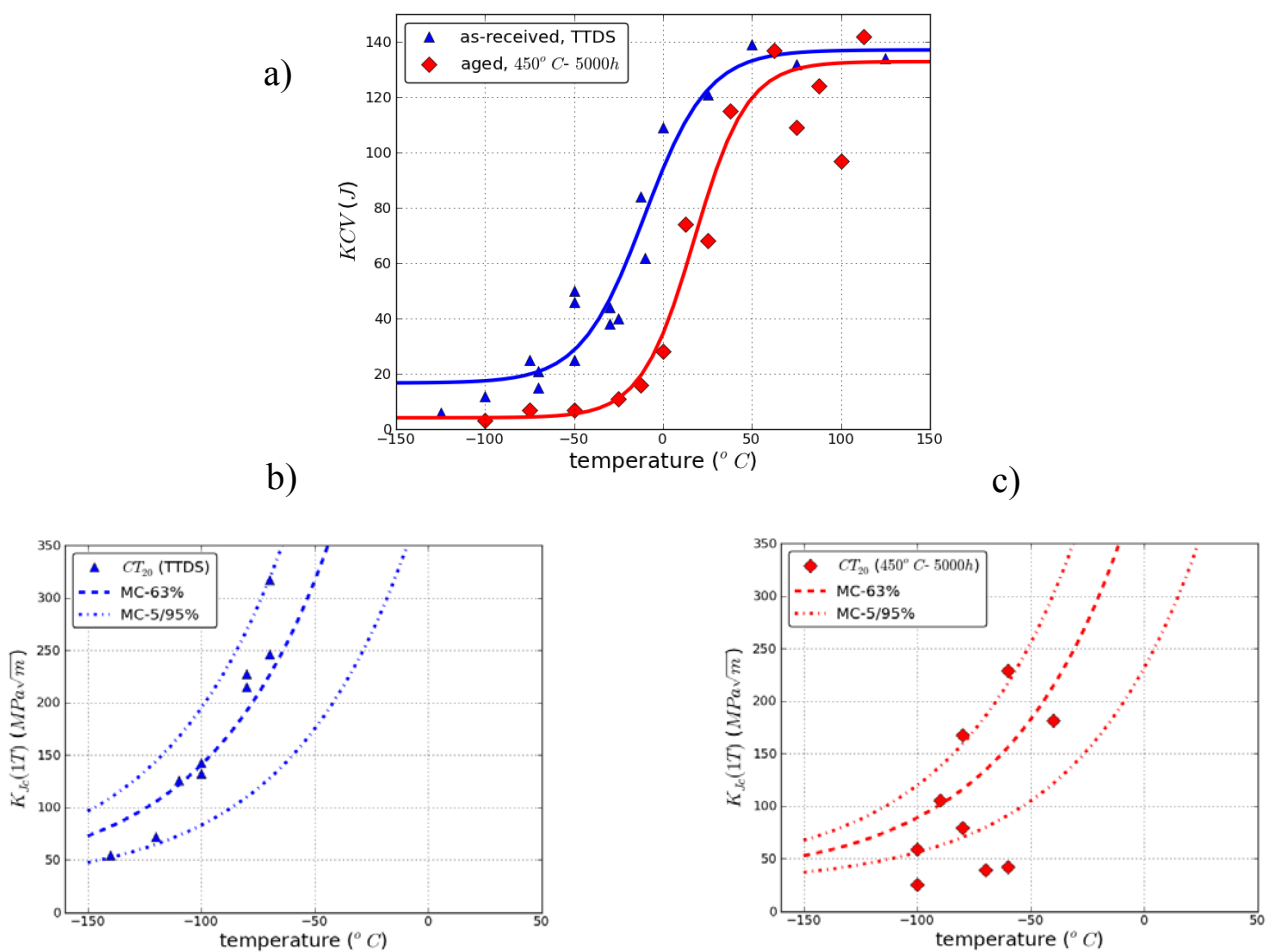 a)
as-received, TTDS
aged, 450° C- 5000h
KCV (J)
140
120
100
80
60
40
20
0
−150 −100 −50 0 50 100 150
temperature (° C)
b)
c)
CT₂₀ (TTDS)
MC-63%
MC-5/95%
K_Jc(1T) (MPa√m)
350
300
250
200
150
100
50
0
−150 −100 −50 0 50
temperature (° C)
CT₂₀ (450° C- 5000h)
MC-63%
MC-5/95%
K_Jc(1T) (MPa√m)
350
300
250
200
150
100
50
0
−150 −100 −50 0 50
temperature (° C)